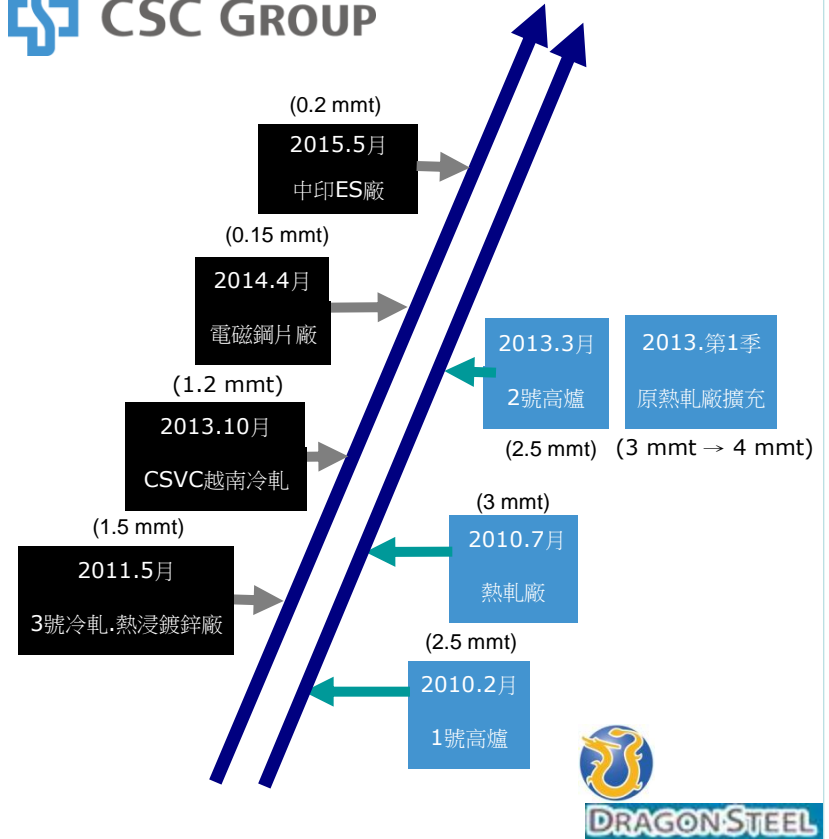 CSC GROUP
(0.2 mmt)
2015.5月
中印ES廠
(0.15 mmt)
2014.4月
電磁鋼片廠
(1.2 mmt)
2013.10月
CSVC越南冷軋
(1.5 mmt)
2011.5月
3號冷軋.熱浸鍍鋅廠
2013.3月
2號高爐
(2.5 mmt)
2013.第1季
原熱軋廠擴充
(3 mmt → 4 mmt)
(3 mmt)
2010.7月
熱軋廠
(2.5 mmt)
2010.2月
1號高爐
DRAGON STEEL